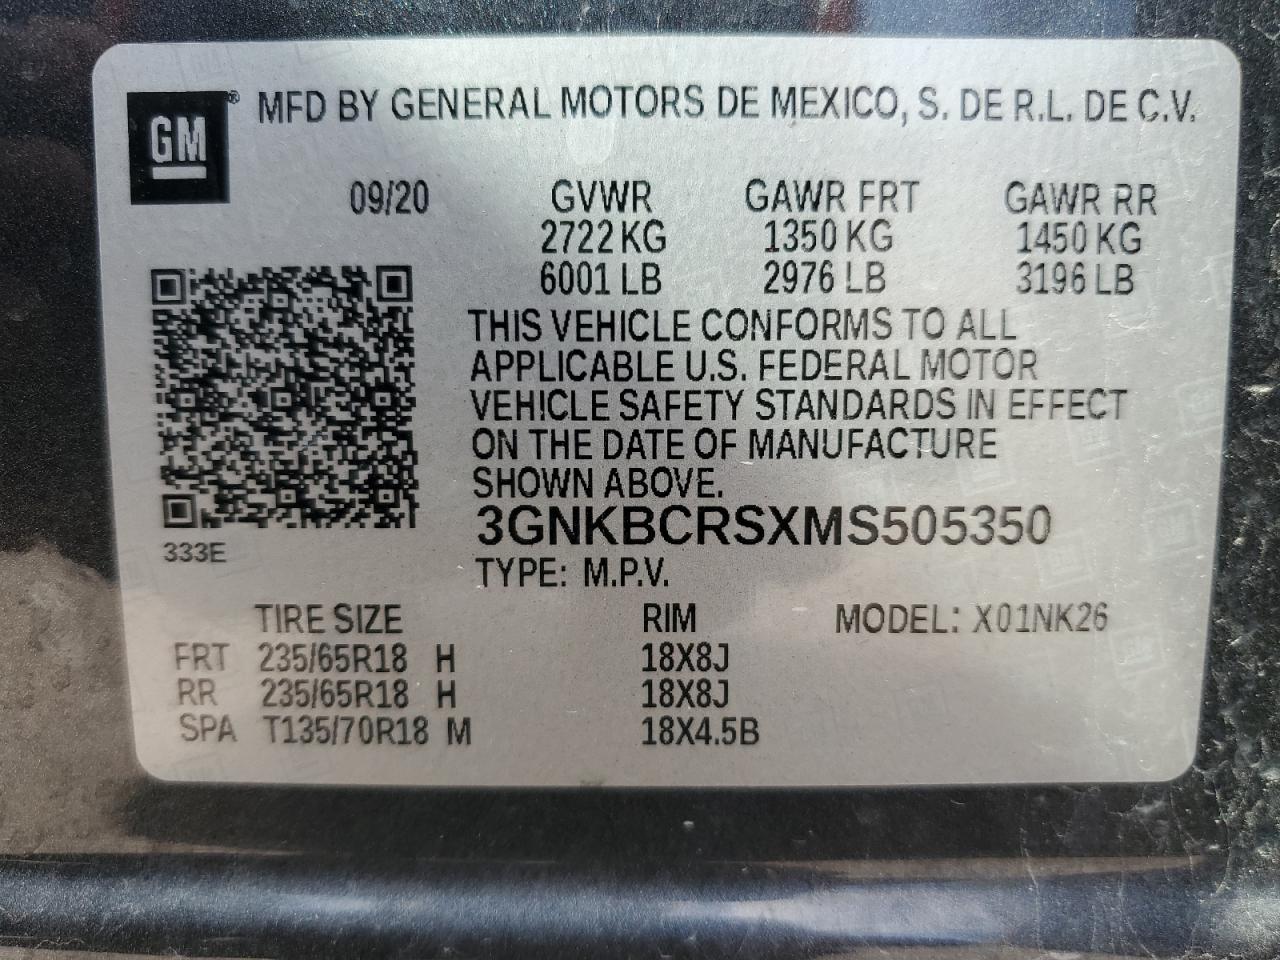 GM® MFD BY GENERAL MOTORS DE MEXICO, S. DE R.L. DE C.V.
09/20 GVWR GAWR FRT GAWR RR
2722 KG 1350 KG 1450 KG
6001 LB 2976 LB 3196 LB
THIS VEHICLE CONFORMS TO ALL
APPLICABLE U.S. FEDERAL MOTOR
VEHICLE SAFETY STANDARDS IN EFFECT
ON THE DATE OF MANUFACTURE
SHOWN ABOVE.
3GNKBCRSXMS505350
333E
TYPE: M.P.V.
TIRE SIZE RIM MODEL: X01NK26
FRT 235/65R18 H 18X8J
RR 235/65R18 H 18X8J
SPA T135/70R18 M 18X4.5B